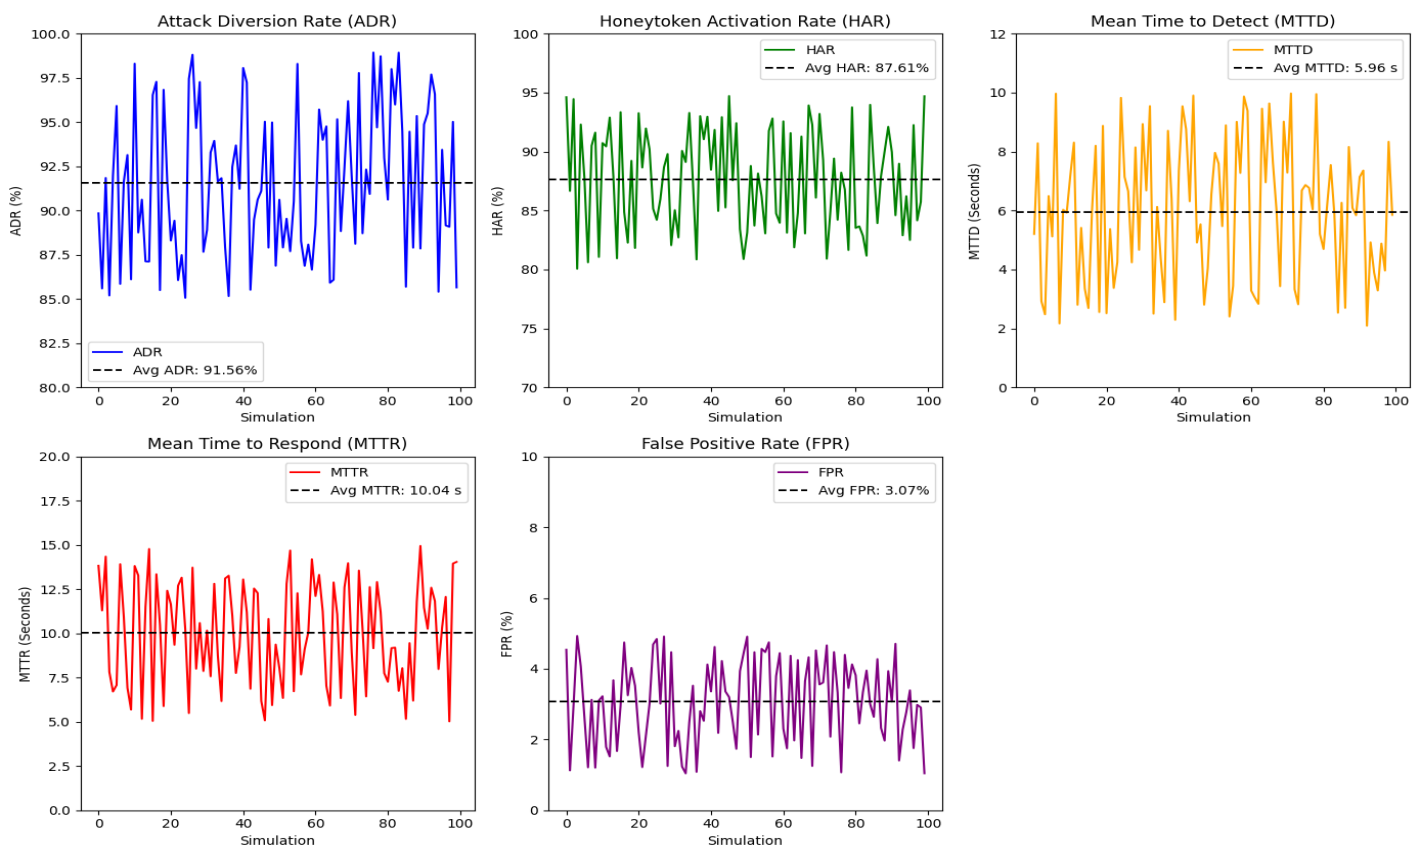 Attack Diversion Rate (ADR)
100.0
97.5
95.0
92.5
90.0
87.5
85.0
82.5
80.0
ADR (%)
ADR
Avg ADR: 91.56%
0 20 40 60 80 100
Simulation
Honeytoken Activation Rate (HAR)
100
95
90
85
80
75
70
HAR (%)
HAR
Avg HAR: 87.61%
0 20 40 60 80 100
Simulation
Mean Time to Detect (MTTD)
12
10
8
6
4
2
0
MTTD (Seconds)
MTTD
Avg MTTD: 5.96 s
0 20 40 60 80 100
Simulation
Mean Time to Respond (MTTR)
20.0
17.5
15.0
12.5
10.0
7.5
5.0
2.5
0.0
MTTR (Seconds)
MTTR
Avg MTTR: 10.04 s
0 20 40 60 80 100
Simulation
False Positive Rate (FPR)
10
8
6
4
2
0
FPR (%)
FPR
Avg FPR: 3.07%
0 20 40 60 80 100
Simulation